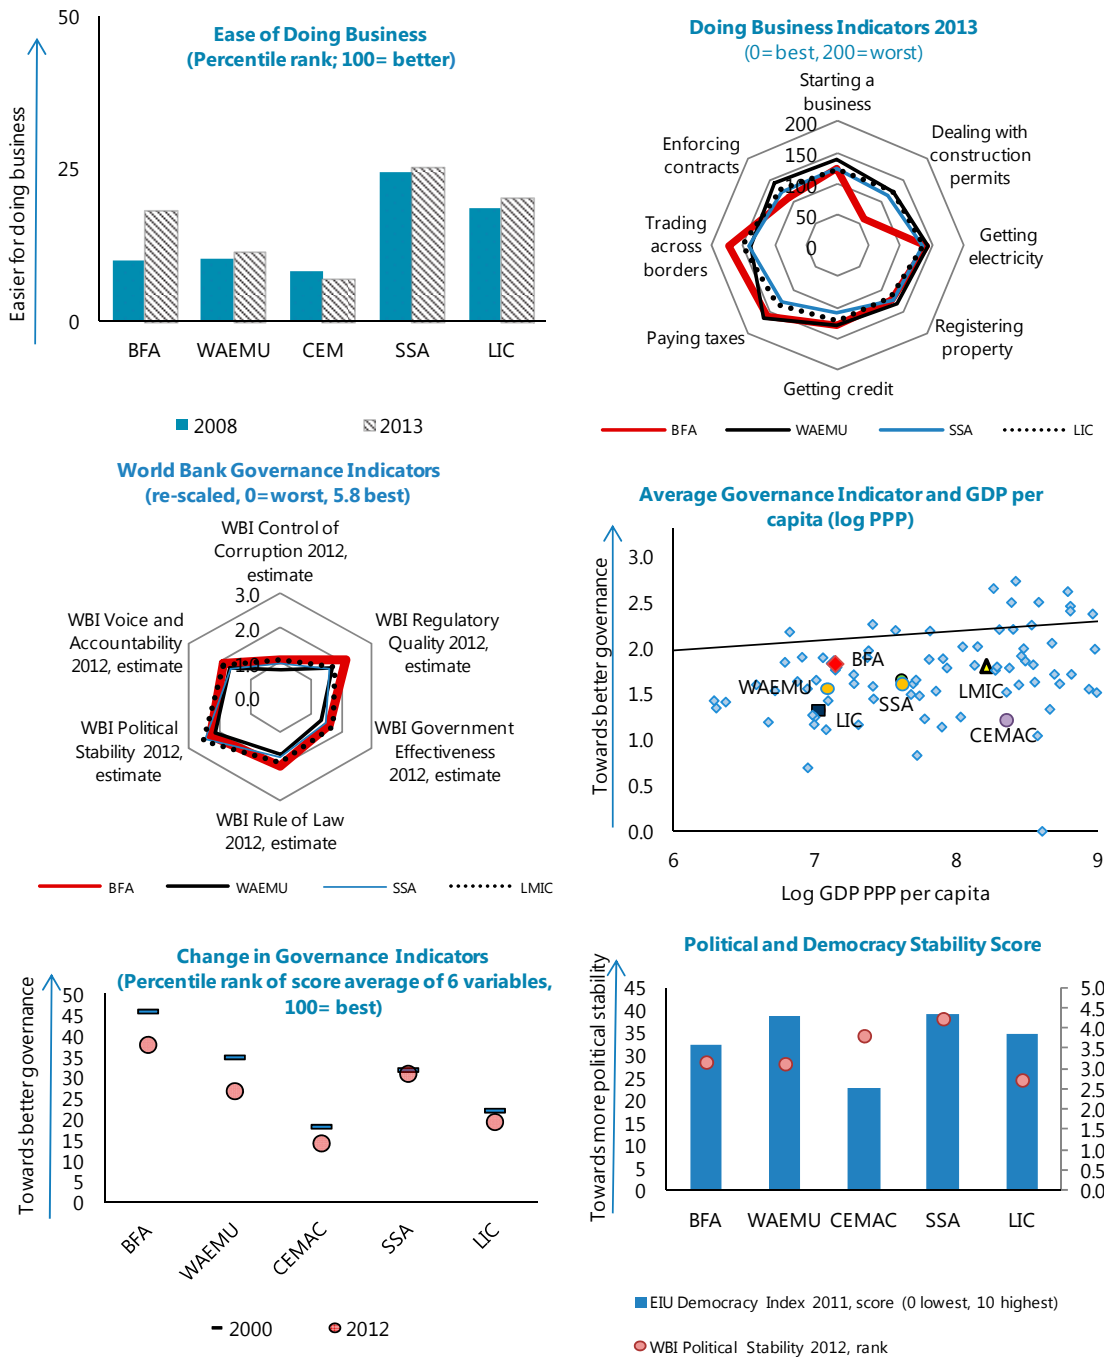 Ease of Doing Business
(Percentile rank; 100= better)
Easier for doing business
50
25
0
BFA
WAEMU
CEM
SSA
LIC
2008
2013
Doing Business Indicators 2013
(0=best, 200=worst)
Starting a
business
Dealing with
construction
permits
Getting
electricity
Registering
property
Getting credit
Paying taxes
Trading
across
borders
Enforcing
contracts
200
150
100
50
0
BFA
WAEMU
SSA
LIC
World Bank Governance Indicators
(re-scaled, 0=worst, 5.8 best)
WBI Control of
Corruption 2012,
estimate
WBI Regulatory
Quality 2012,
estimate
WBI Government
Effectiveness
2012, estimate
WBI Rule of Law
2012, estimate
WBI Political
Stability 2012,
estimate
WBI Voice and
Accountability
2012, estimate
3.0
2.0
1.0
0.0
BFA
WAEMU
SSA
LMIC
Average Governance Indicator and GDP per
capita (log PPP)
Towards better governance
3.0
2.5
2.0
1.5
1.0
0.5
0.0
BFA
WAEMU
SSA
LMIC
LIC
CEMAC
6
7
8
9
Log GDP PPP per capita
Change in Governance Indicators
(Percentile rank of score average of 6 variables,
100= best)
Towards better governance
50
45
40
35
30
25
20
15
10
5
0
BFA
WAEMU
CEMAC
SSA
LIC
2000
2012
Political and Democracy Stability Score
Towards more political stability
45
40
35
30
25
20
15
10
5
0
5.0
4.5
4.0
3.5
3.0
2.5
2.0
1.5
1.0
0.5
0.0
BFA
WAEMU
CEMAC
SSA
LIC
EIU Democracy Index 2011, score (0 lowest, 10 highest)
WBI Political Stability 2012, rank